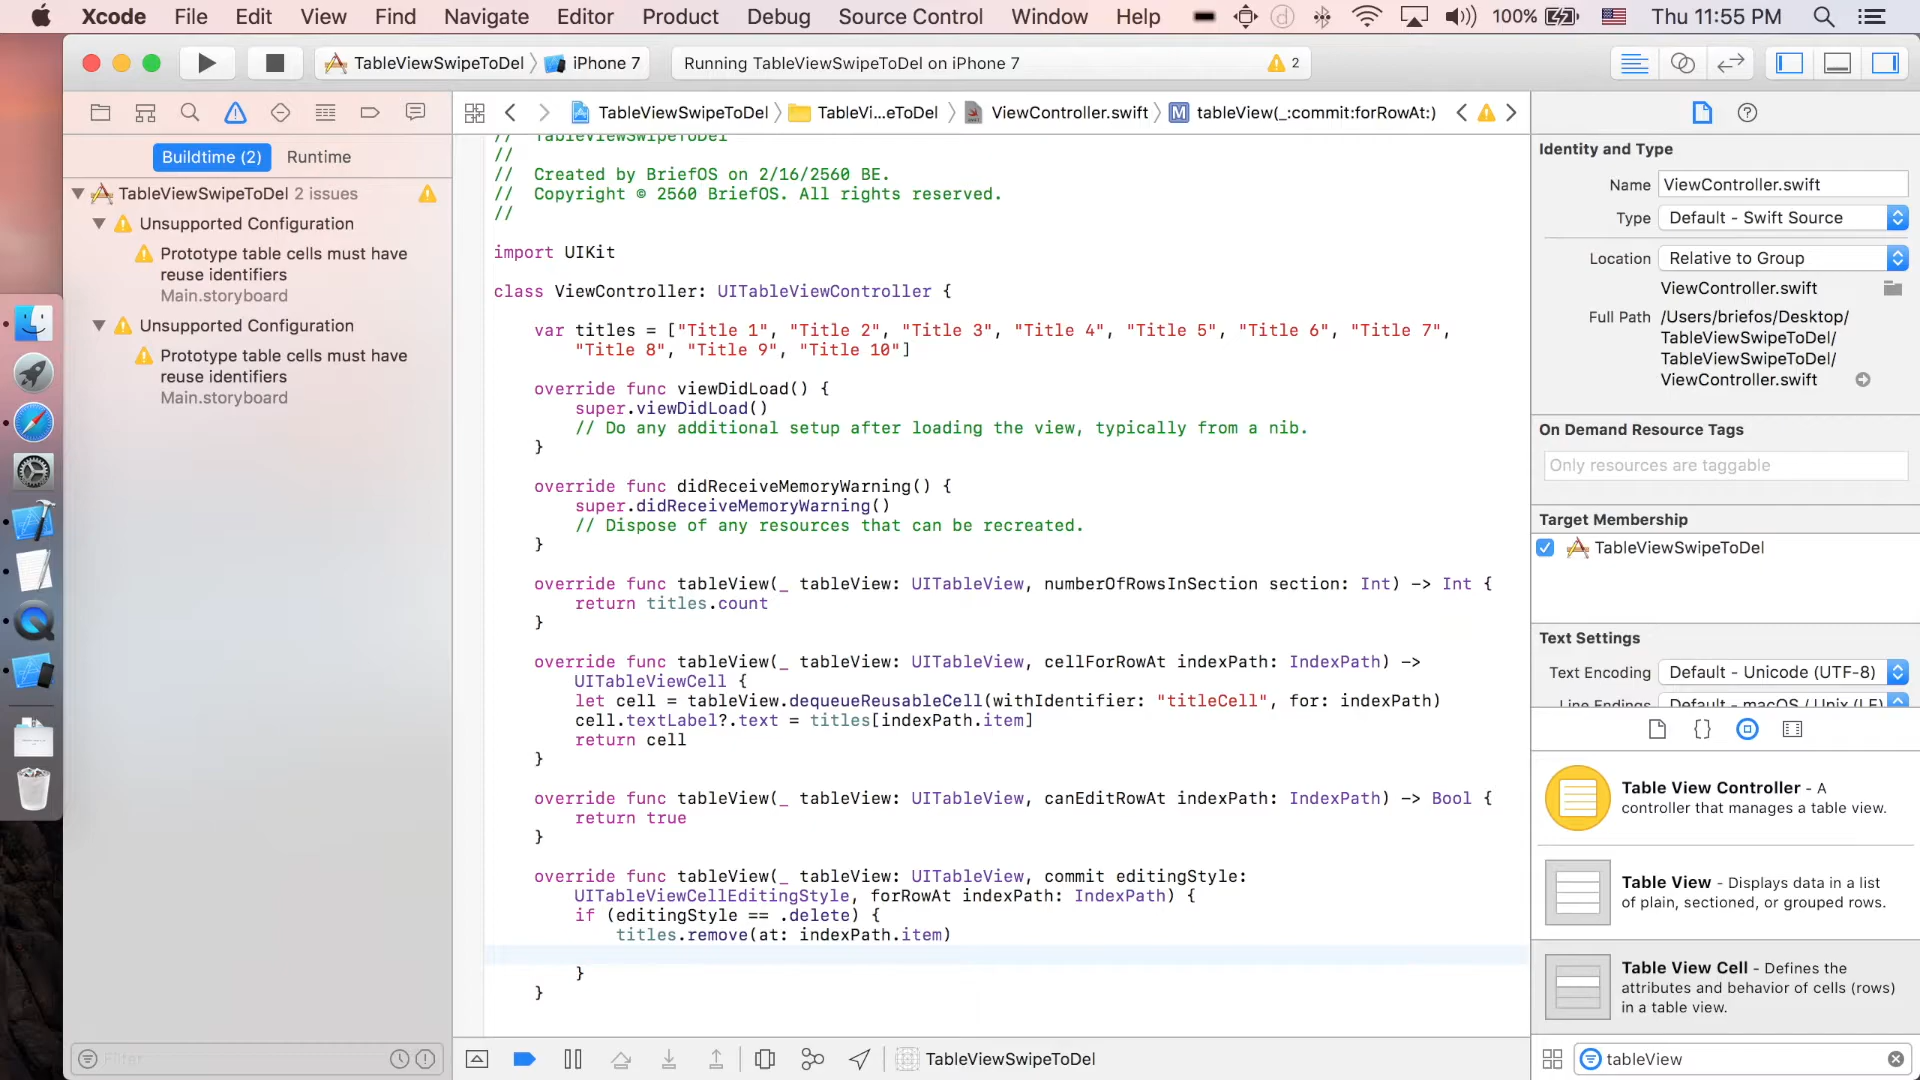 Xcode File Edit View Find Navigate Editor Product Debug Source Control Window Help 100% Thu 11:55 PM
TableViewSwipeToDel iPhone 7 Running TableViewSwipeToDel on iPhone 7 2
TableViewSwipeToDel TableVi...eToDel ViewController.swift M tableView(_:commit:forRowAt:)
Buildtime (2) Runtime
TableViewSwipeToDel 2 issues
Unsupported Configuration
Prototype table cells must have
reuse identifiers
Main.storyboard
Unsupported Configuration
Prototype table cells must have
reuse identifiers
Main.storyboard
Filter
// TableViewSwipeToDel
//
// Created by BriefOS on 2/16/2560 BE.
// Copyright © 2560 BriefOS. All rights reserved.
//
import UIKit
class ViewController: UITableViewController {
var titles = ["Title 1", "Title 2", "Title 3", "Title 4", "Title 5", "Title 6", "Title 7",
"Title 8", "Title 9", "Title 10"]
override func viewDidLoad() {
super.viewDidLoad()
// Do any additional setup after loading the view, typically from a nib.
}
override func didReceiveMemoryWarning() {
super.didReceiveMemoryWarning()
// Dispose of any resources that can be recreated.
}
override func tableView(_ tableView: UITableView, numberOfRowsInSection section: Int) -> Int {
return titles.count
}
override func tableView(_ tableView: UITableView, cellForRowAt indexPath: IndexPath) ->
UITableViewCell {
let cell = tableView.dequeueReusableCell(withIdentifier: "titleCell", for: indexPath)
cell.textLabel?.text = titles[indexPath.item]
return cell
}
override func tableView(_ tableView: UITableView, canEditRowAt indexPath: IndexPath) -> Bool {
return true
}
override func tableView(_ tableView: UITableView, commit editingStyle:
UITableViewCellEditingStyle, forRowAt indexPath: IndexPath) {
if (editingStyle == .delete) {
titles.remove(at: indexPath.item)
}
}
TableViewSwipeToDel
Identity and Type
Name ViewController.swift
Type Default - Swift Source
Location Relative to Group
ViewController.swift
Full Path /Users/briefos/Desktop/
TableViewSwipeToDel/
TableViewSwipeToDel/
ViewController.swift
On Demand Resource Tags
Only resources are taggable
Target Membership
TableViewSwipeToDel
Text Settings
Text Encoding Default - Unicode (UTF-8)
Line Endings Default - macOS / Unix (LF)
{}
Table View Controller - A
controller that manages a table view.
Table View - Displays data in a list
of plain, sectioned, or grouped rows.
Table View Cell - Defines the
attributes and behavior of cells (rows)
in a table view.
tableView